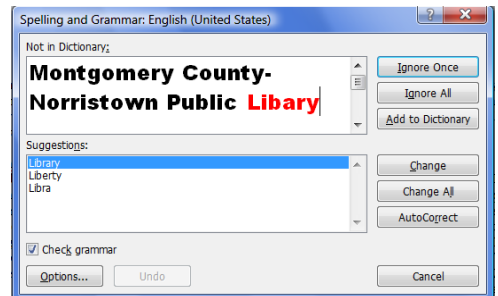 Spelling and Grammar: English (United States)
Not in Dictionary:
Montgomery County-
Norristown Public Libary
Ignore Once
Ignore All
Add to Dictionary
Suggestions:
Library
Liberty
Libra
Change
Change All
AutoCorrect
Check grammar
Options...
Undo
Cancel